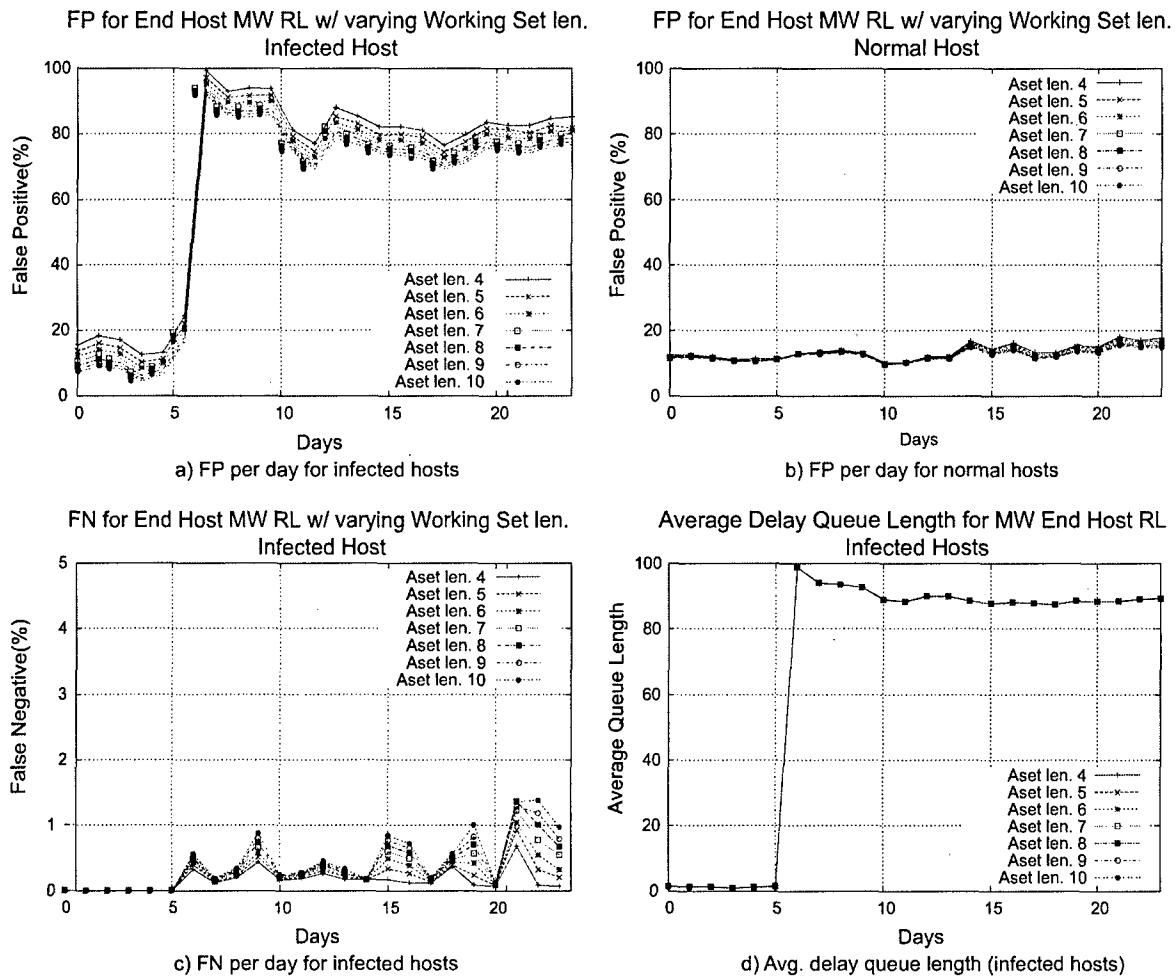 FP for End Host MW RL w/ varying Working Set len.
Infected Host
False Positive(%)
100
80
60
40
20
0
Aset len. 4
Aset len. 5
Aset len. 6
Aset len. 7
Aset len. 8
Aset len. 9
Aset len. 10
0 5 10 15 20
Days
a) FP per day for infected hosts
FP for End Host MW RL w/ varying Working Set len.
Normal Host
False Positive (%)
100
80
60
40
20
0
Aset len. 4
Aset len. 5
Aset len. 6
Aset len. 7
Aset len. 8
Aset len. 9
Aset len. 10
0 5 10 15 20
Days
b) FP per day for normal hosts
FN for End Host MW RL w/ varying Working Set len.
Infected Host
False Negative(%)
5
4
3
2
1
0
Aset len. 4
Aset len. 5
Aset len. 6
Aset len. 7
Aset len. 8
Aset len. 9
Aset len. 10
0 5 10 15 20
Days
c) FN per day for infected hosts
Average Delay Queue Length for MW End Host RL
Infected Hosts
Average Queue Length
100
80
60
40
20
0
Aset len. 4
Aset len. 5
Aset len. 6
Aset len. 7
Aset len. 8
Aset len. 9
Aset len. 10
0 5 10 15 20
Days
d) Avg. delay queue length (infected hosts)